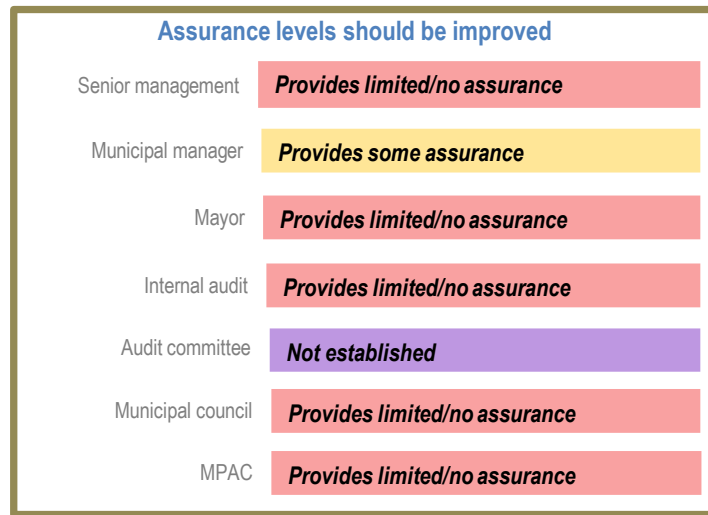 Assurance levels should be improved
Senior management Provides limited/no assurance
Municipal manager Provides some assurance
Mayor Provides limited/no assurance
Internal audit Provides limited/no assurance
Audit committee Not established
Municipal council Provides limited/no assurance
MPAC Provides limited/no assurance